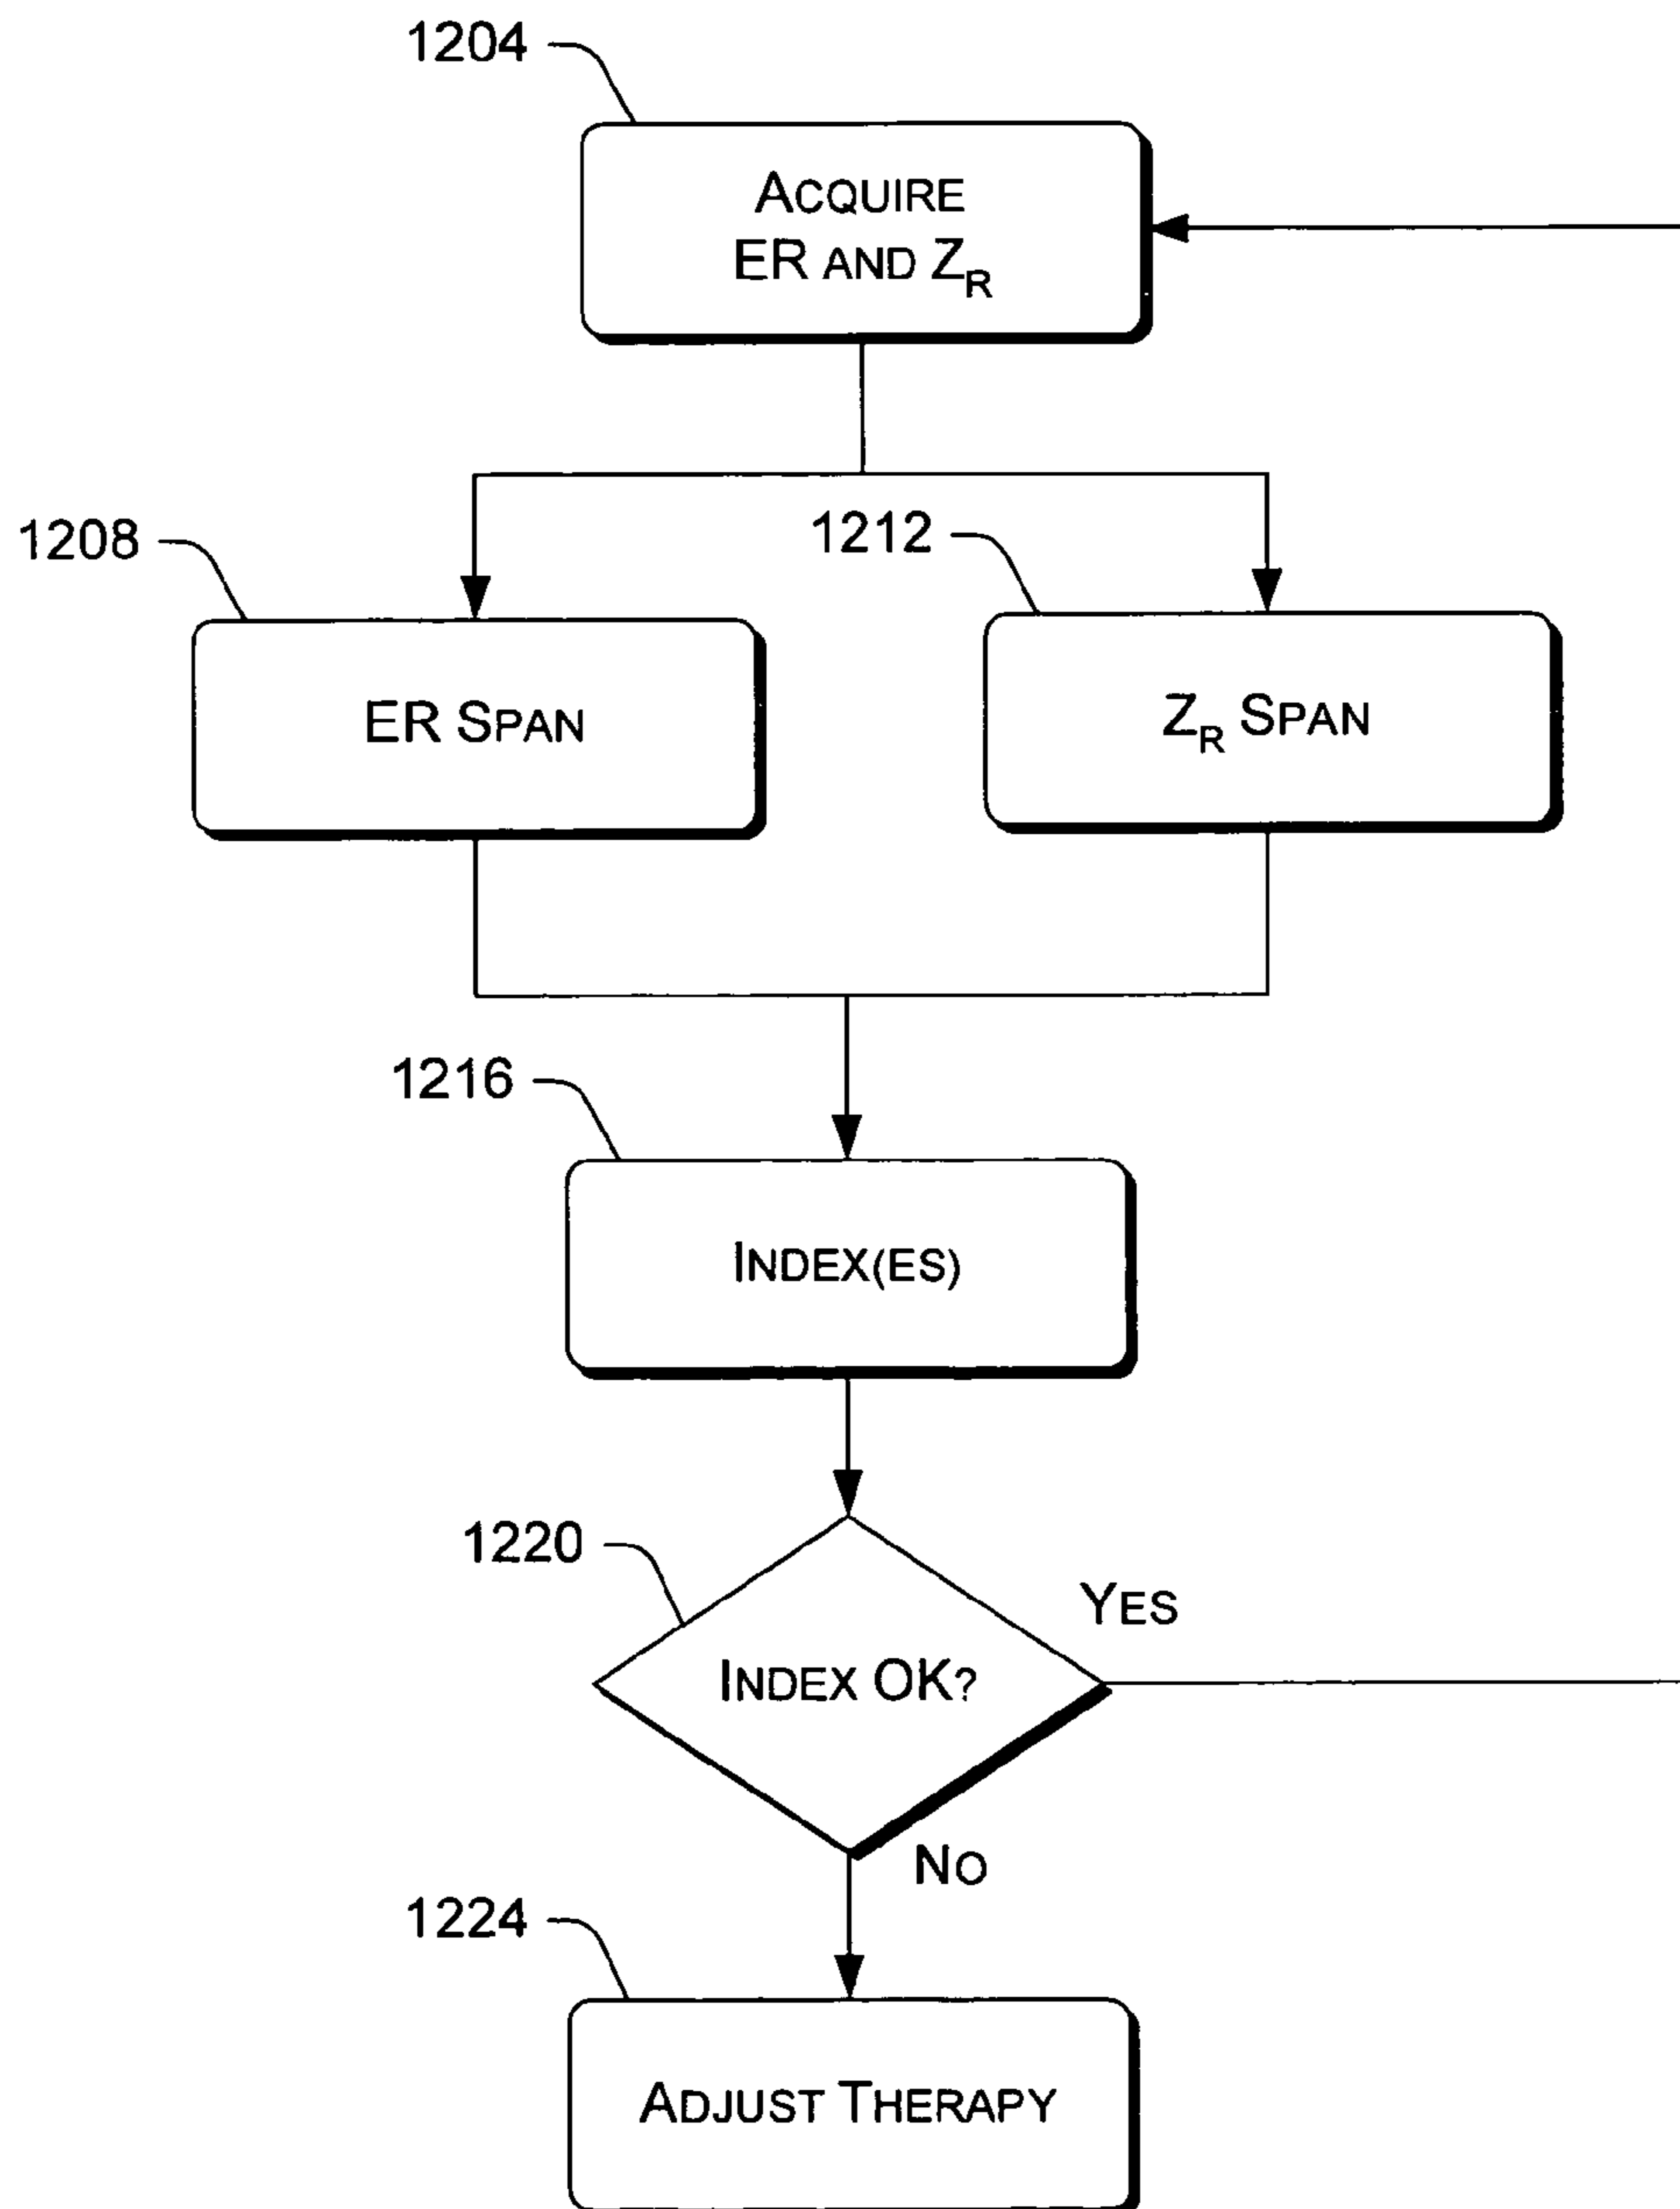 1204
ACQUIRE
ER AND ZR
1208
1212
ER SPAN
ZR SPAN
1216
INDEX(ES)
1220
YES
INDEX OK?
NO
1224
ADJUST THERAPY